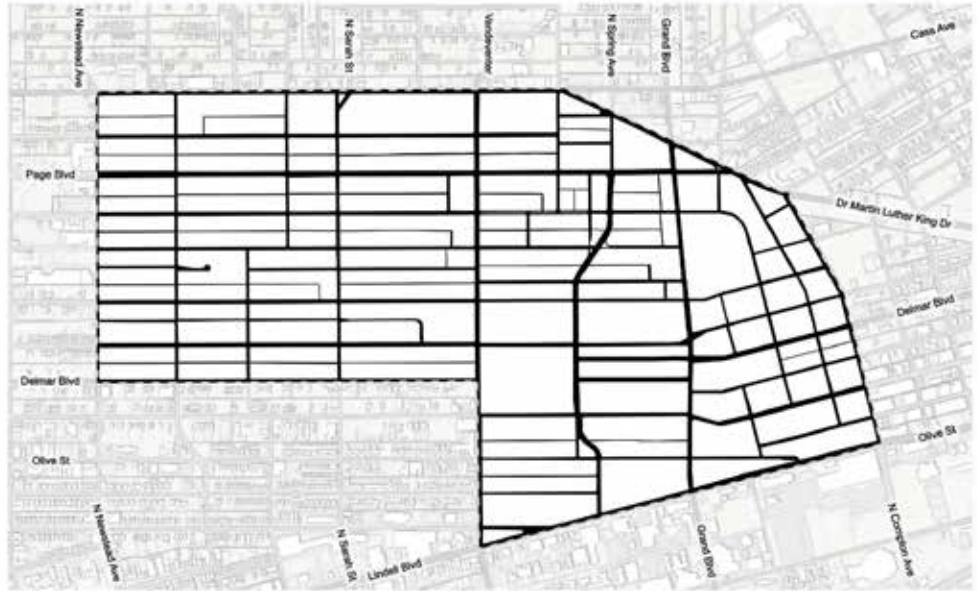 N Newstead Ave
N Sarah St
Vandeventer
N Spring Ave
Grand Blvd
Cass Ave
Page Blvd
Dr Martin Luther King Dr
Delmar Blvd
Delmar Blvd
Olive St
Olive St
N Newstead Ave
N Sarah St
Lindell Blvd
Grand Blvd
N Compton Ave